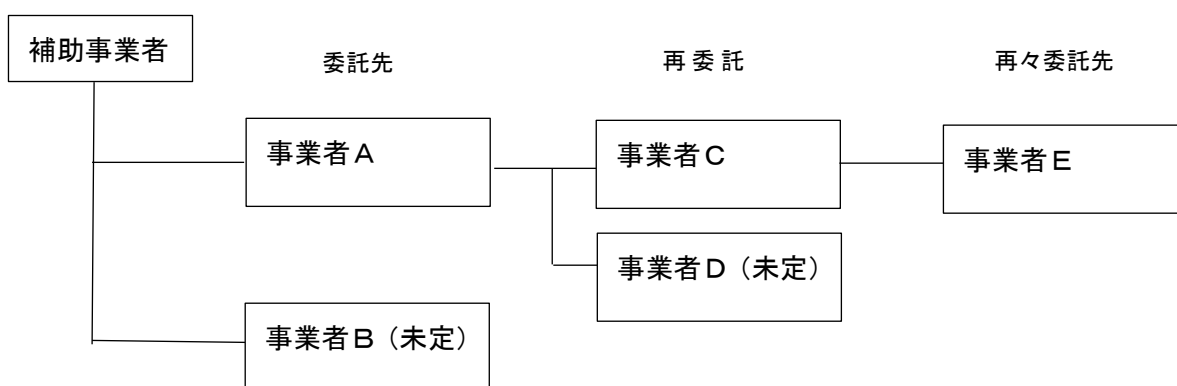 補助事業者
委託先
再委託
再々委託先
事業者A
事業者C
事業者E
事業者D（未定）
事業者B（未定）